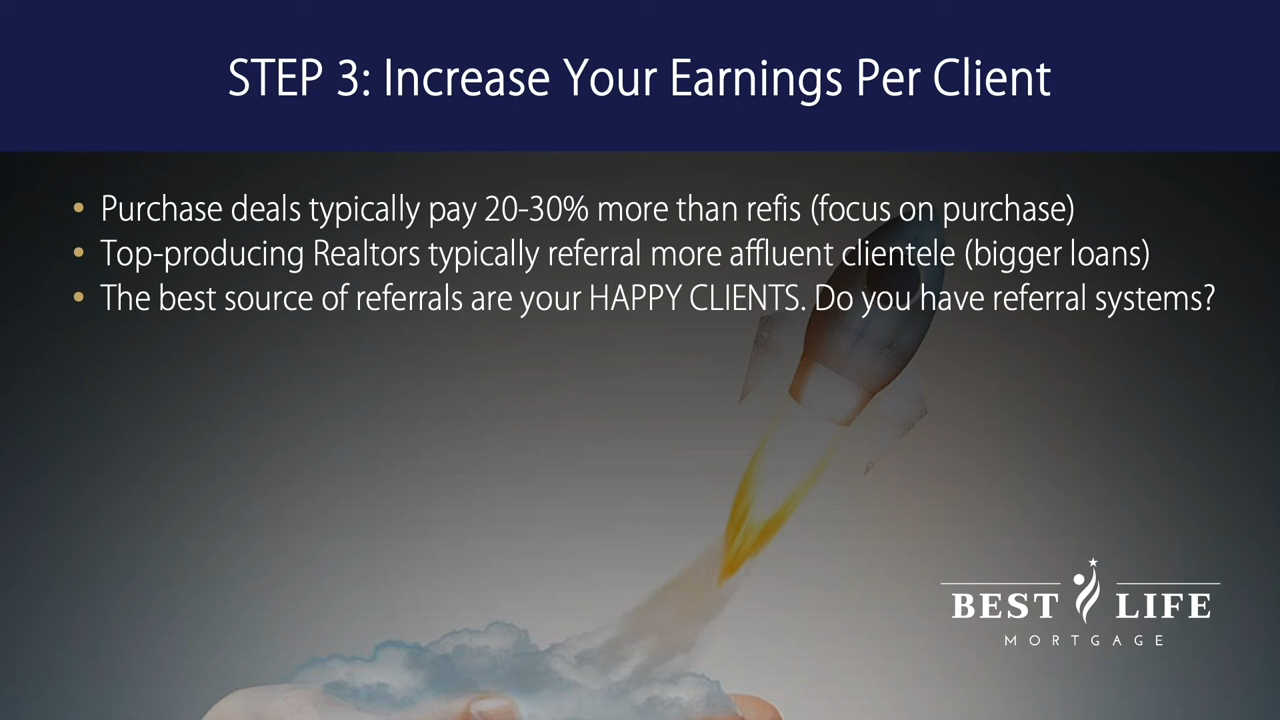 STEP 3: Increase Your Earnings Per Client
• Purchase deals typically pay 20-30% more than refis (focus on purchase)
• Top-producing Realtors typically referral more affluent clientele (bigger loans)
• The best source of referrals are your HAPPY CLIENTS. Do you have referral systems?
BEST LIFE
MORTGAGE